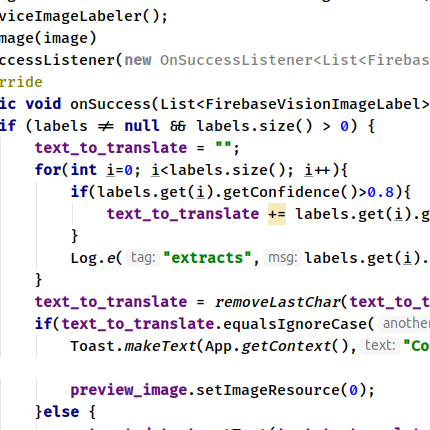 viceImageLabeler();
mage(image)
ccessListener(new OnSuccessListener<List<Firebas
rride
ic void onSuccess(List<FirebaseVisionImageLabel>
if (labels ≠ null && labels.size() > 0) {
text_to_translate = "";
for(int i=0; i<labels.size(); i++){
if(labels.get(i).getConfidence()>0.8){
text_to_translate += labels.get(i).g
}
Log.e( tag: "extracts", msg: labels.get(i).
}
text_to_translate = removeLastChar(text_to_t
if(text_to_translate.equalsIgnoreCase( another
Toast.makeText(App.getContext(), text: "Co
preview_image.setImageResource(0);
}else {